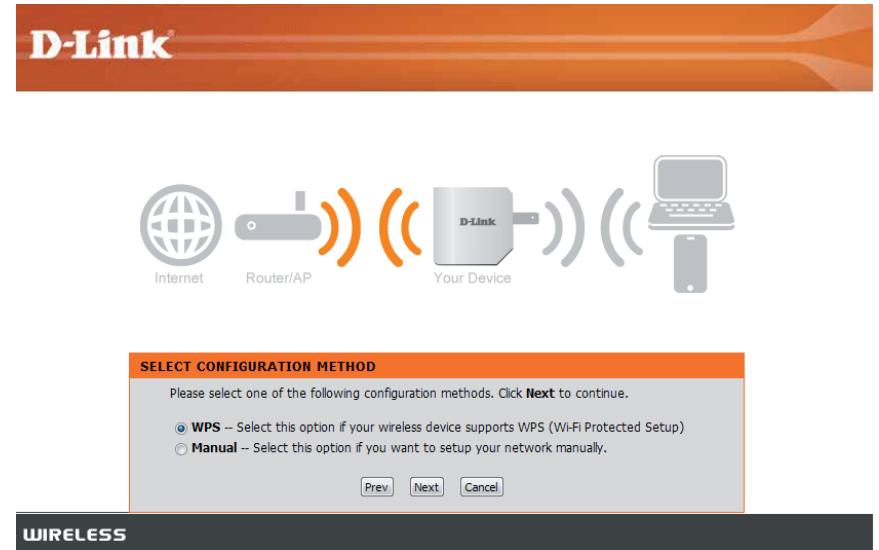 D-Link
D-Link
Internet
Router/AP
Your Device
SELECT CONFIGURATION METHOD
Please select one of the following configuration methods. Click Next to continue.
WPS -- Select this option if your wireless device supports WPS (Wi-Fi Protected Setup)
Manual -- Select this option if you want to setup your network manually.
Prev Next Cancel
WIRELESS